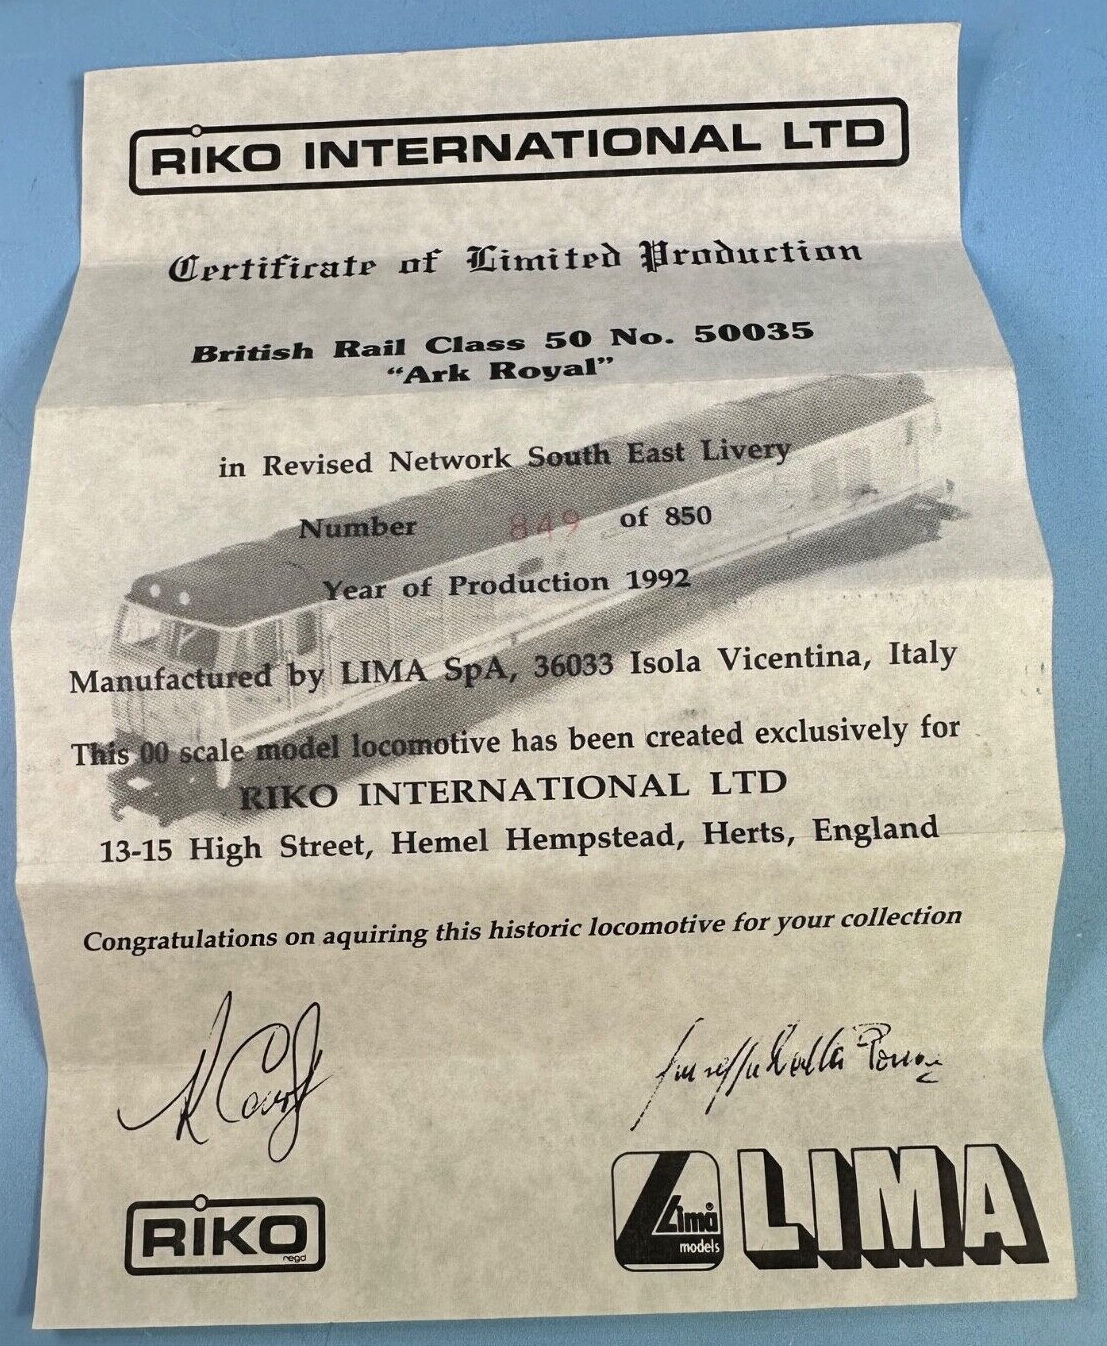 RIKO INTERNATIONAL LTD
Certificate of Limited Production
British Rail Class 50 No. 50035
“Ark Royal”
in Revised Network South East Livery
Number 849 of 850
Year of Production 1992
Manufactured by LIMA SpA, 36033 Isola Vicentina, Italy
This 00 scale model locomotive has been created exclusively for
RIKO INTERNATIONAL LTD
13-15 High Street, Hemel Hempstead, Herts, England
Congratulations on aquiring this historic locomotive for your collection
RIKO
regd
Lima®
models
LIMA